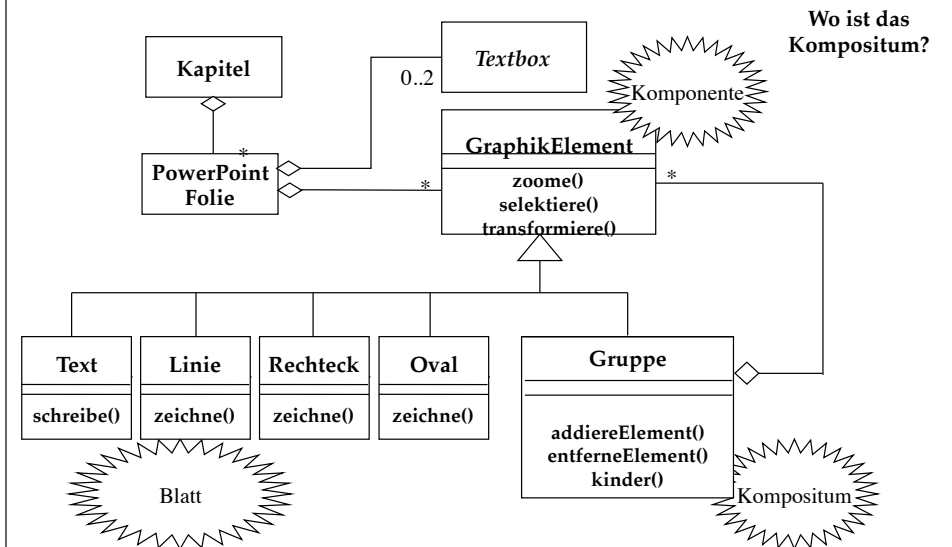 Wo ist das
Kompositum?
Kapitel
Textbox
0..2
Komponente
*
PowerPoint
Folie
*
GraphikElement
zoome()
selektiere()
transformiere()
*
Text
schreibe()
Linie
zeichne()
Rechteck
zeichne()
Oval
zeichne()
Gruppe
addiereElement()
entferneElement()
kinder()
Blatt
Kompositum